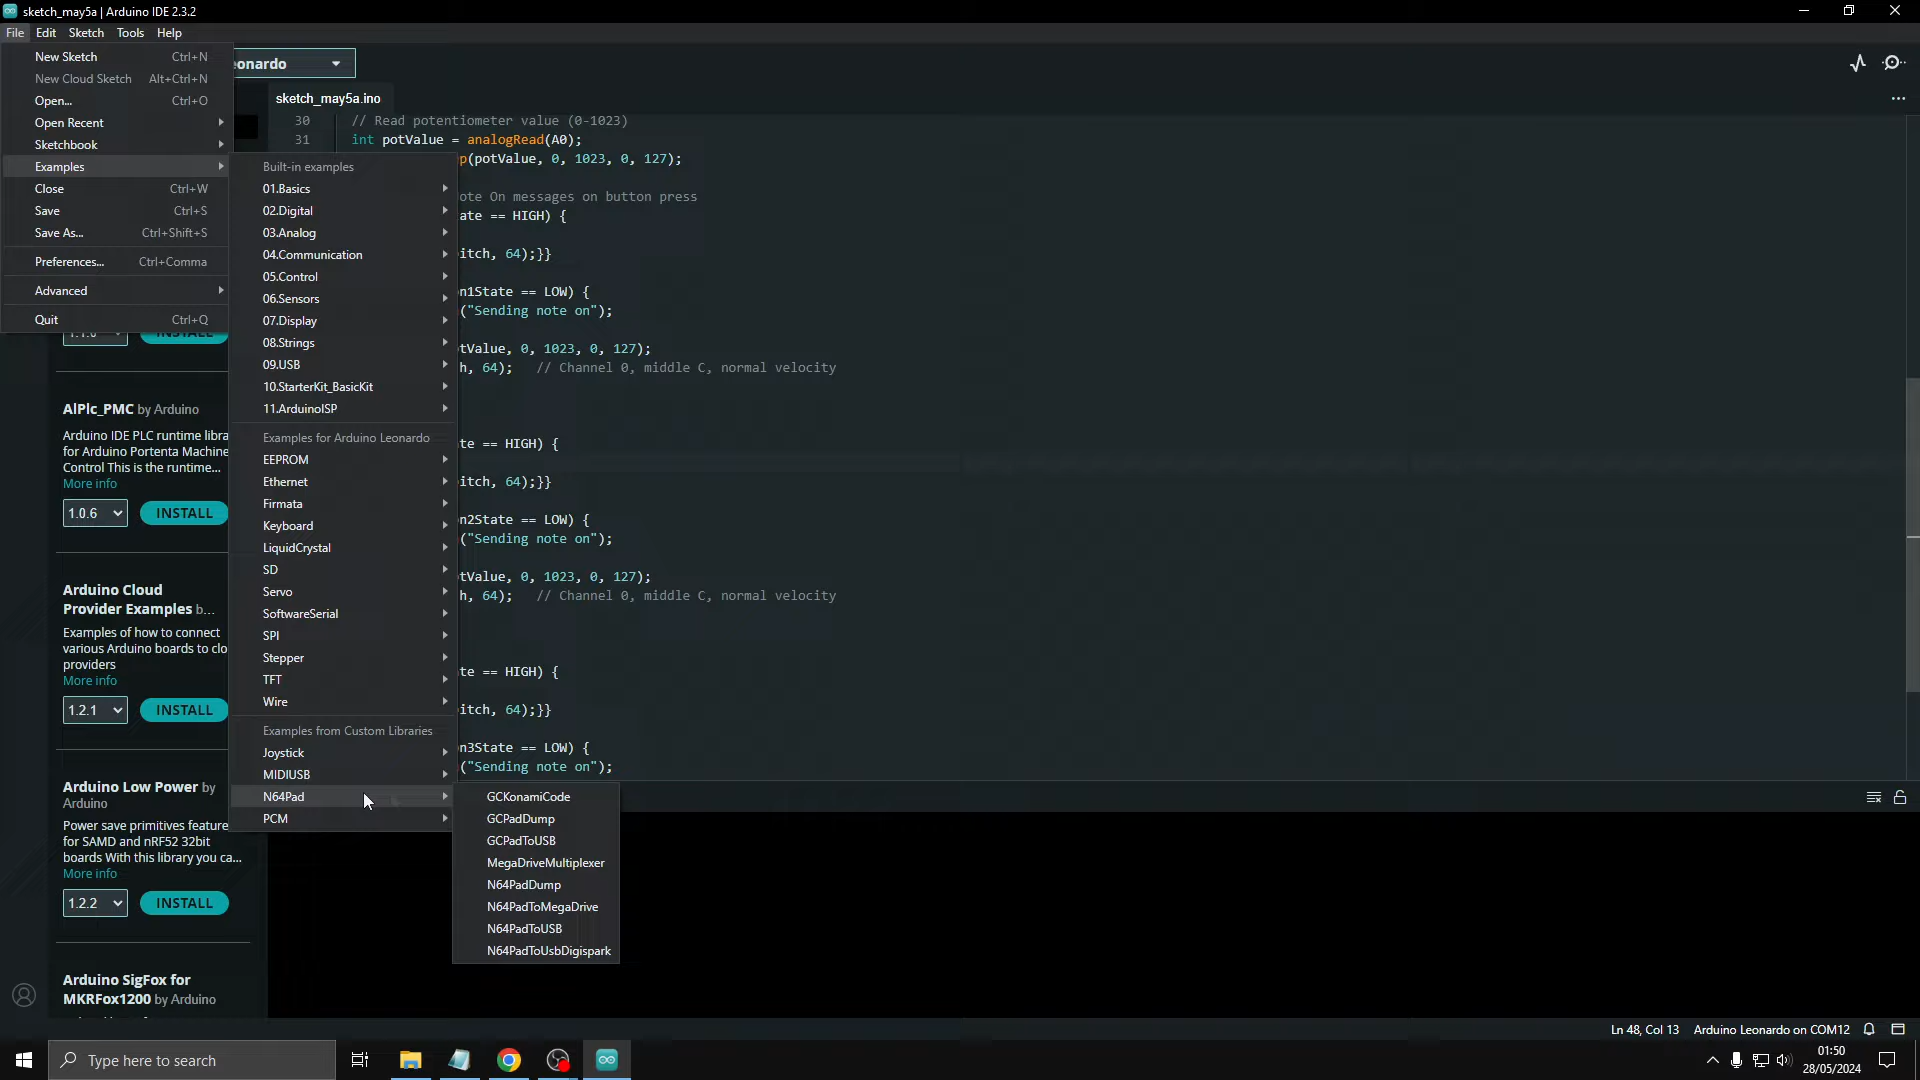 sketch_may5a | Arduino IDE 2.3.2
File Edit Sketch Tools Help
New Sketch Ctrl+N
New Cloud Sketch Alt+Ctrl+N
Open... Ctrl+O
Open Recent
Sketchbook
Examples
Close Ctrl+W
Save Ctrl+S
Save As... Ctrl+Shift+S
Preferences... Ctrl+Comma
Advanced
Quit Ctrl+Q
onardo
sketch_may5a.ino
30 // Read potentiometer value (0-1023)
31 int potValue = analogRead(A0);
p(potValue, 0, 1023, 0, 127);
ote On messages on button press
ate == HIGH) {
itch, 64);}}
n1State == LOW) {
("Sending note on");
tValue, 0, 1023, 0, 127);
h, 64); // Channel 0, middle C, normal velocity
te == HIGH) {
itch, 64);}}
n2State == LOW) {
("Sending note on");
tValue, 0, 1023, 0, 127);
h, 64); // Channel 0, middle C, normal velocity
te == HIGH) {
itch, 64);}}
n3State == LOW) {
("Sending note on");
Built-in examples
01.Basics
02.Digital
03.Analog
04.Communication
05.Control
06.Sensors
07.Display
08.Strings
09.USB
10.StarterKit_BasicKit
11.ArduinoISP
Examples for Arduino Leonardo
EEPROM
Ethernet
Firmata
Keyboard
LiquidCrystal
SD
Servo
SoftwareSerial
SPI
Stepper
TFT
Wire
Examples from Custom Libraries
Joystick
MIDIUSB
N64Pad
PCM
GCKonamiCode
GCPadDump
GCPadToUSB
MegaDriveMultiplexer
N64PadDump
N64PadToMegaDrive
N64PadToUSB
N64PadToUsbDigispark
AlPlc_PMC by Arduino
Arduino IDE PLC runtime libra
for Arduino Portenta Machine
Control This is the runtime...
More info
1.0.6 INSTALL
Arduino Cloud
Provider Examples b...
Examples of how to connect
various Arduino boards to clo
providers
More info
1.2.1 INSTALL
Arduino Low Power by
Arduino
Power save primitives feature
for SAMD and nRF52 32bit
boards With this library you ca...
More info
1.2.2 INSTALL
Arduino SigFox for
MKRFox1200 by Arduino
Ln 48, Col 13 Arduino Leonardo on COM12
Type here to search
01:50
28/05/2024